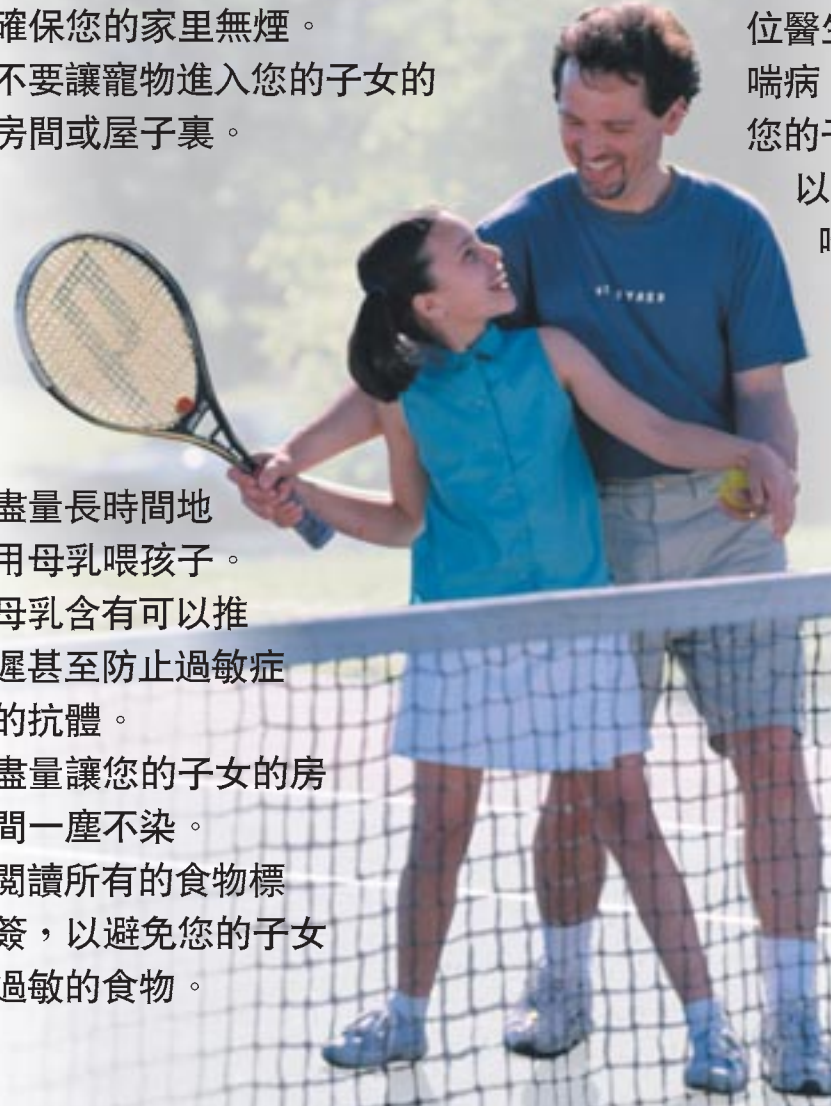 確保您的家里無煙。
不要讓寵物進入您的子女的
房間或屋子裏。
盡量長時間地
用母乳喂孩子。
母乳含有可以推
遲甚至防止過敏症
的抗體。
盡量讓您的子女的房
間一塵不染。
閱讀所有的食物標
簽，以避免您的子女
過敏的食物。
位醫生
喘病
您的子
以